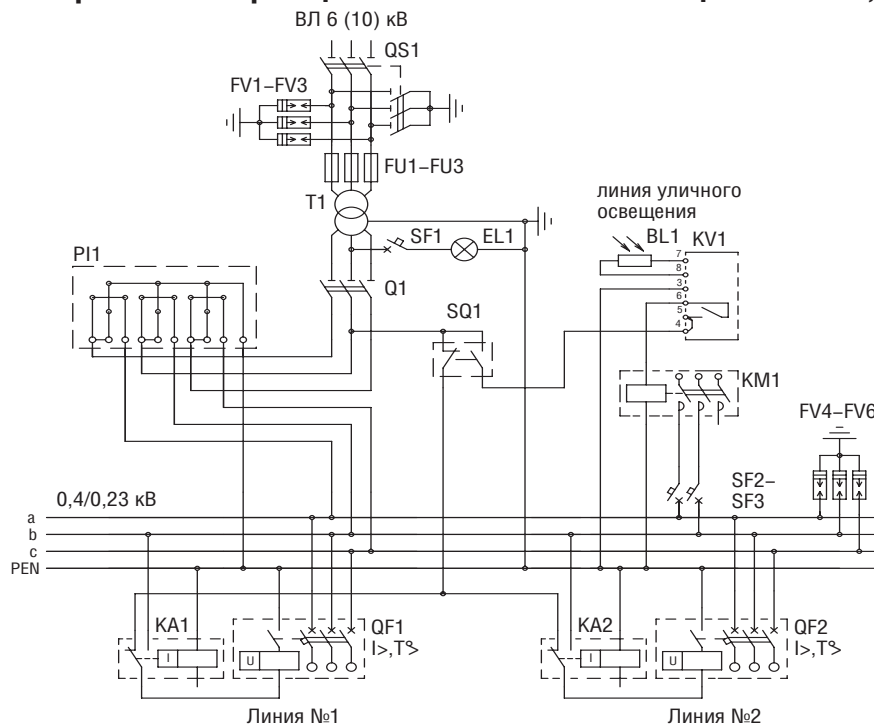 ВЛ 6 (10) кВ
QS1
FV1–FV3
FU1–FU3
T1
линия уличного
освещения
SF1
EL1
BL1
KV1
7
8
3
6
5
4
PI1
Q1
SQ1
KM1
FV4–FV6
SF2–
SF3
0,4/0,23 кВ
a
b
c
PEN
KA1
I
U
QF1
I>,T>
KA2
I
U
QF2
I>,T>
Линия №1
Линия №2